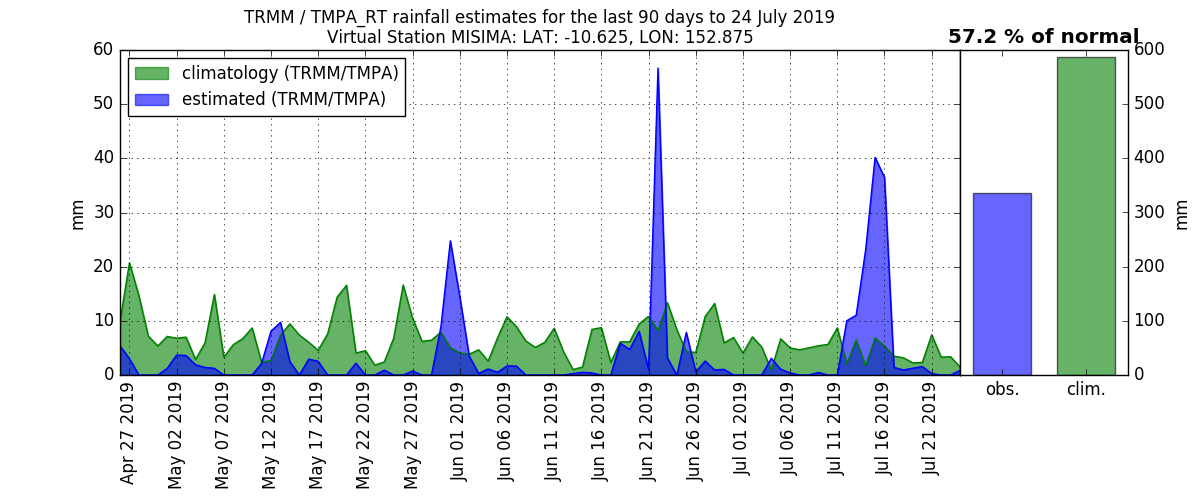 TRMM / TMPA_RT rainfall estimates for the last 90 days to 24 July 2019
Virtual Station MISIMA: LAT: -10.625, LON: 152.875
57.2 % of normal
climatology (TRMM/TMPA)
estimated (TRMM/TMPA)
60
50
40
30
20
10
0
mm
Apr 27 2019
May 02 2019
May 07 2019
May 12 2019
May 17 2019
May 22 2019
May 27 2019
Jun 01 2019
Jun 06 2019
Jun 11 2019
Jun 16 2019
Jun 21 2019
Jun 26 2019
Jul 01 2019
Jul 06 2019
Jul 11 2019
Jul 16 2019
Jul 21 2019
600
500
400
300
200
100
0
mm
obs.
clim.